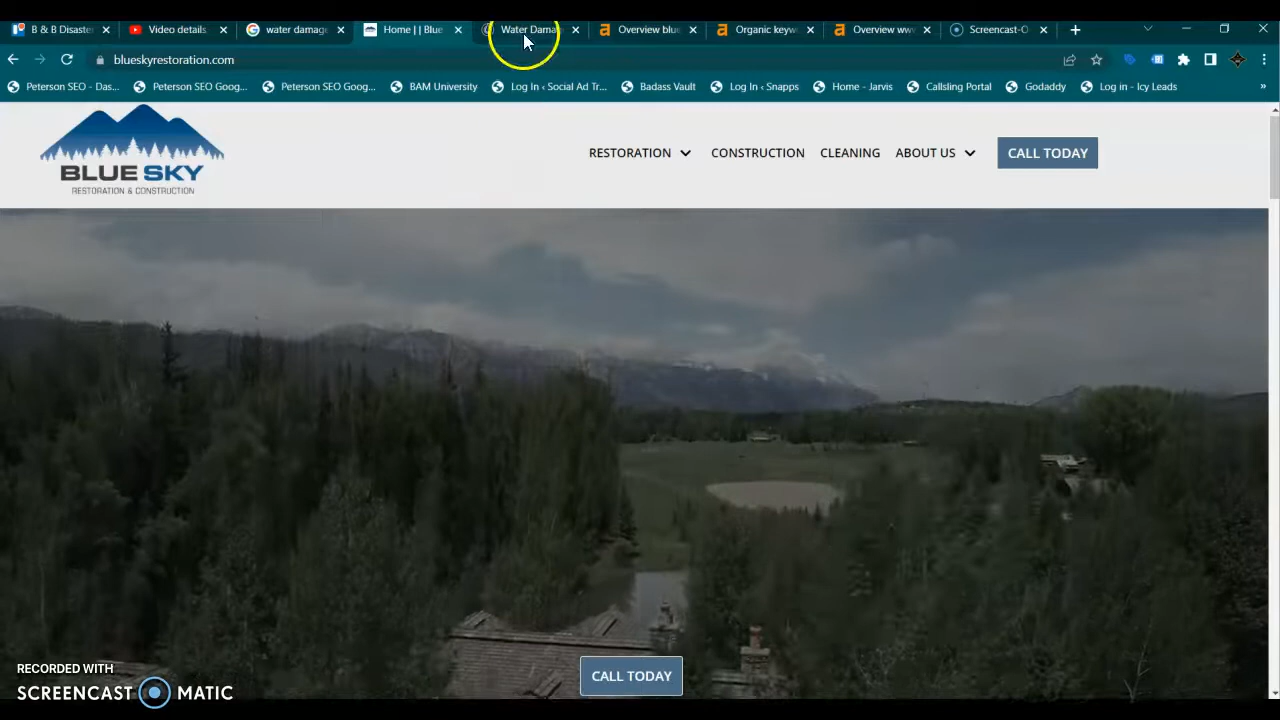 B & B Disaster
Video details
water damage
Home | | Blue
Water Dama
Overview blue
Organic keyw
Overview ww
Screencast-O
blueskyrestoration.com
Peterson SEO - Das...
Peterson SEO Goog...
Peterson SEO Goog...
BAM University
Log In ‹ Social Ad Tr...
Badass Vault
Log In ‹ Snapps
Home - Jarvis
Callsling Portal
Godaddy
Log in - Icy Leads
»
BLUE SKY
RESTORATION & CONSTRUCTION
RESTORATION
CONSTRUCTION
CLEANING
ABOUT US
CALL TODAY
CALL TODAY
RECORDED WITH
SCREENCAST MATIC